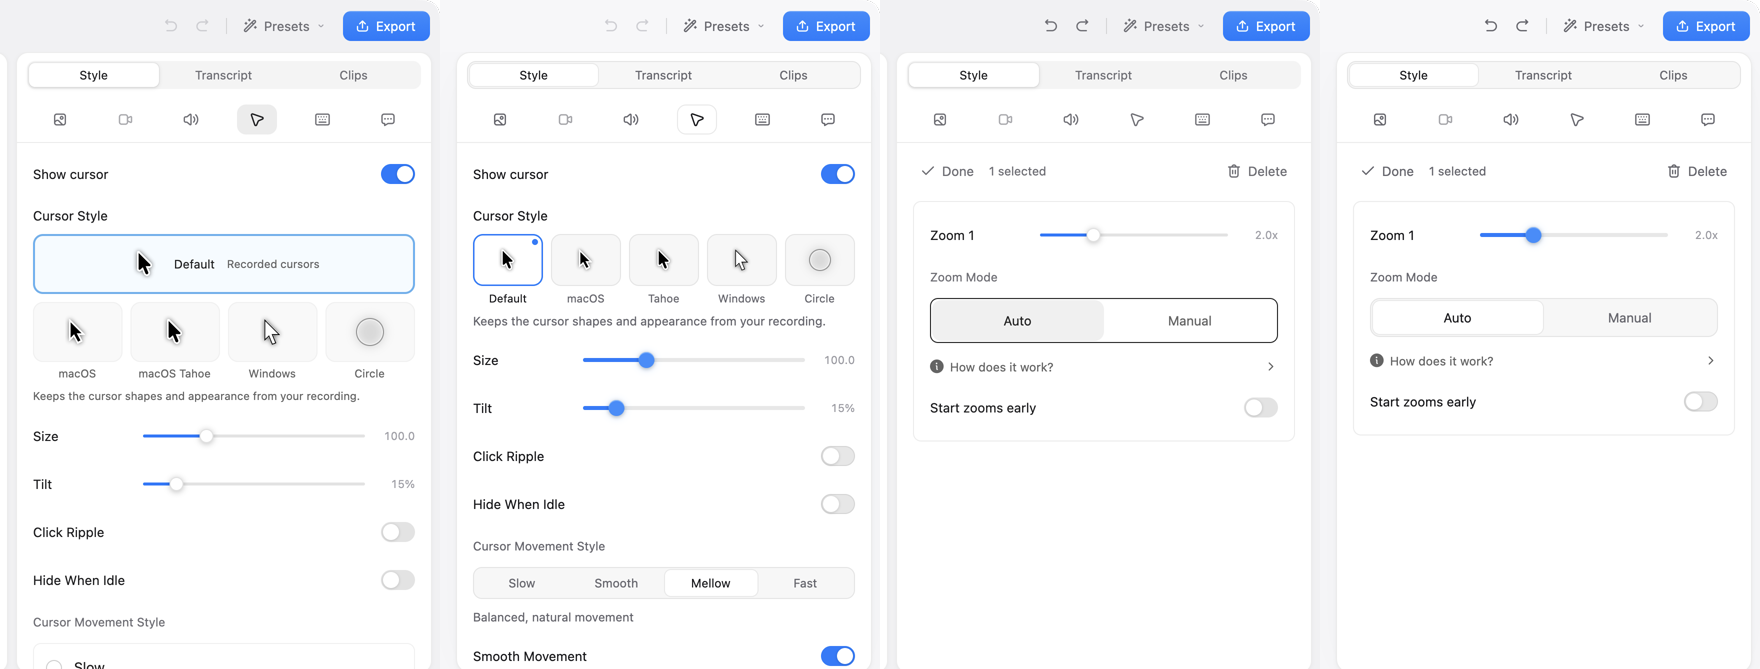 Presets
Export
Style
Transcript
Clips
Show cursor
Cursor Style
Default Recorded cursors
macOS
macOS Tahoe
Windows
Circle
Keeps the cursor shapes and appearance from your recording.
Size
100.0
Tilt
15%
Click Ripple
Hide When Idle
Cursor Movement Style
Slow
Presets
Export
Style
Transcript
Clips
Show cursor
Cursor Style
Default
macOS
Tahoe
Windows
Circle
Keeps the cursor shapes and appearance from your recording.
Size
100.0
Tilt
15%
Click Ripple
Hide When Idle
Cursor Movement Style
Slow
Smooth
Mellow
Fast
Balanced, natural movement
Smooth Movement
Presets
Export
Style
Transcript
Clips
Done
1 selected
Delete
Zoom 1
2.0x
Zoom Mode
Auto
Manual
How does it work?
Start zooms early
Presets
Export
Style
Transcript
Clips
Done
1 selected
Delete
Zoom 1
2.0x
Zoom Mode
Auto
Manual
How does it work?
Start zooms early